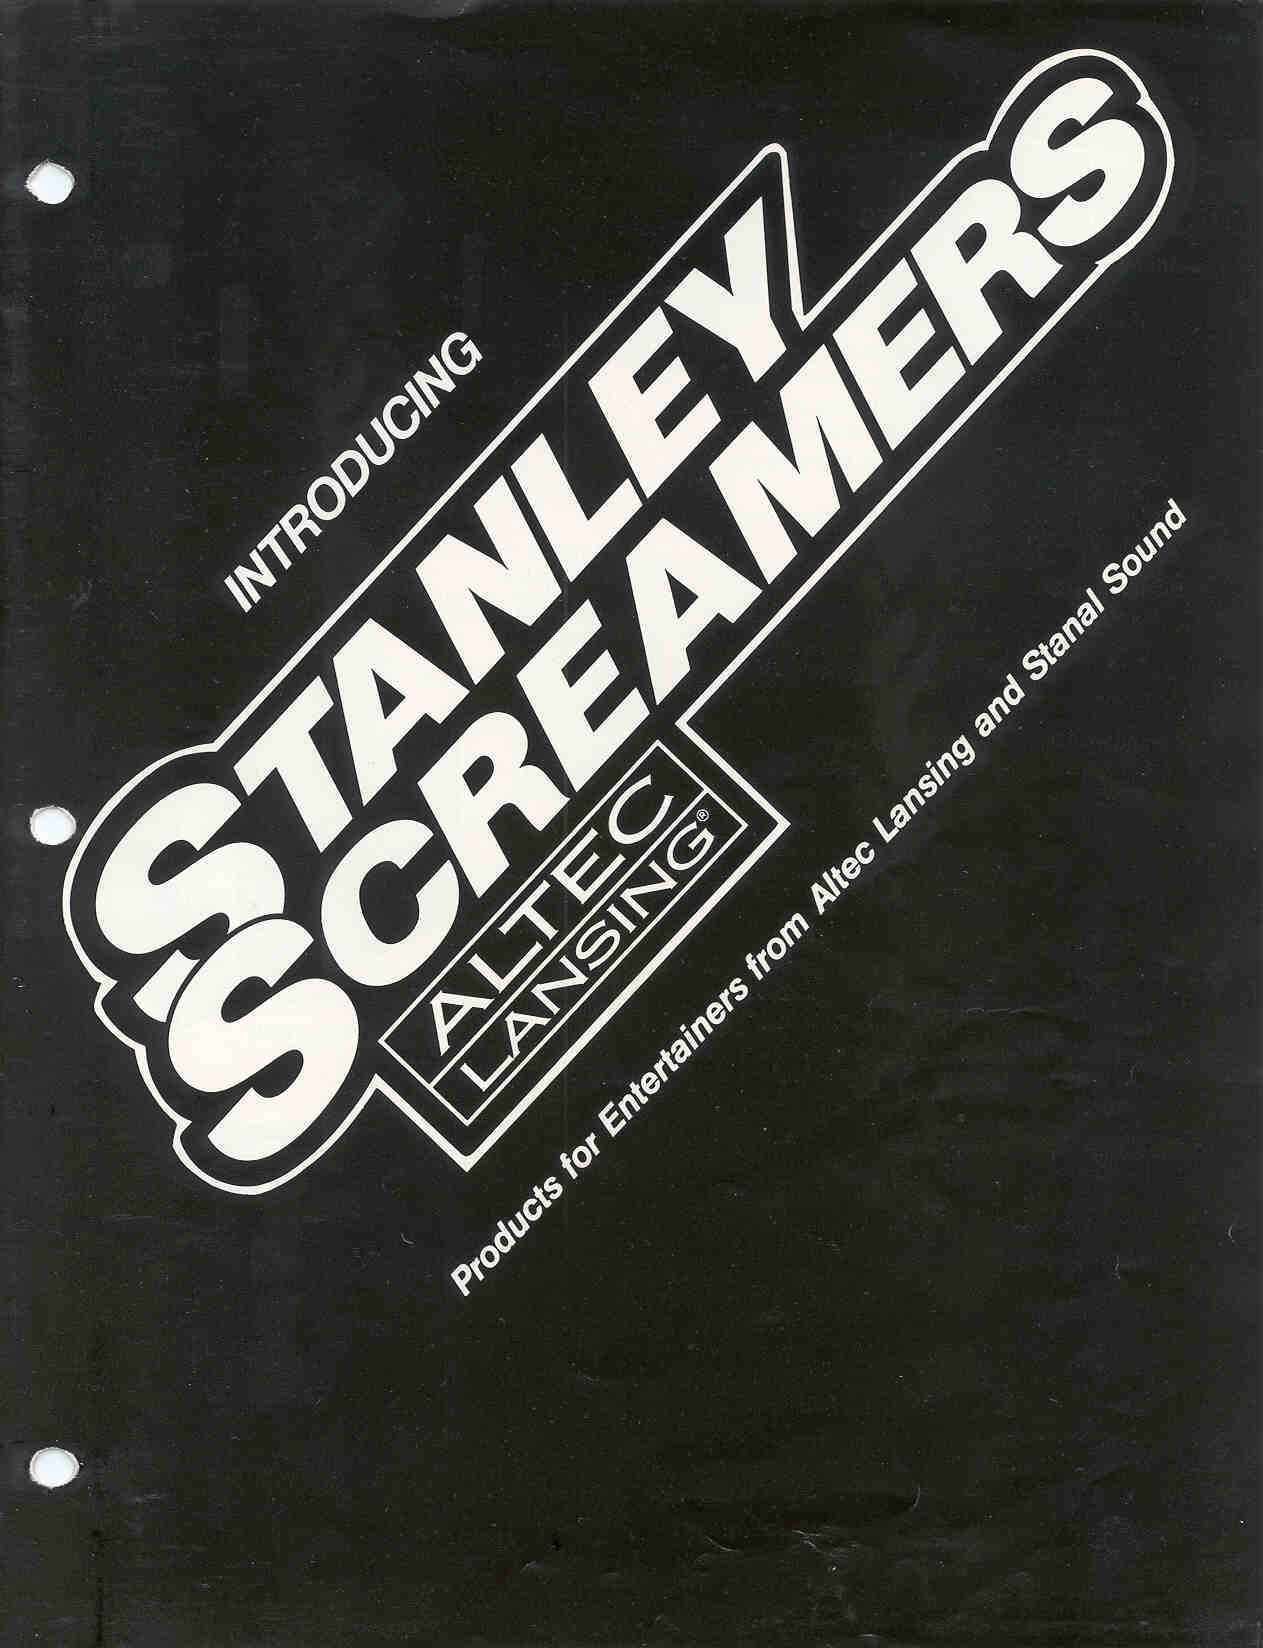 INTRODUCING
STANLEY
SCREAMERS
ALTEC
LANSING®
Products for Entertainers from Altec Lansing and Stanal Sound